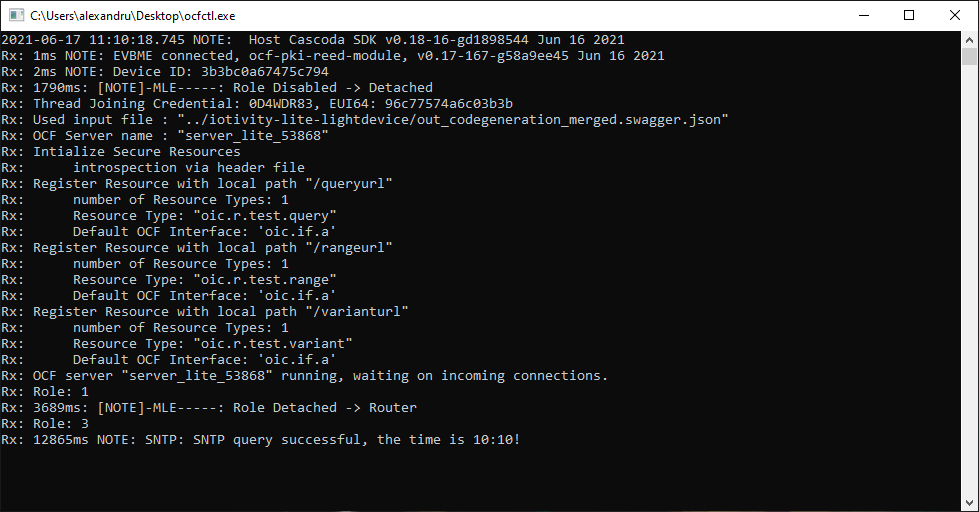 C:\Users\alexandru\Desktop\ocfctl.exe
2021-06-17 11:10:18.745 NOTE:  Host Cascoda SDK v0.18-16-gd1898544 Jun 16 2021
Rx: 1ms NOTE: EVBME connected, ocf-pki-reed-module, v0.17-167-g58a9ee45 Jun 16 2021
Rx: 2ms NOTE: Device ID: 3b3bc0a67475c794
Rx: 1790ms: [NOTE]-MLE-----: Role Disabled -> Detached
Rx: Thread Joining Credential: 0D4WDR83, EUI64: 96c77574a6c03b3b
Rx: Used input file : "../iotivity-lite-lightdevice/out_codegeneration_merged.swagger.json"
Rx: OCF Server name : "server_lite_53868"
Rx: Intialize Secure Resources
Rx:      introspection via header file
Rx: Register Resource with local path "/queryurl"
Rx:      number of Resource Types: 1
Rx:      Resource Type: "oic.r.test.query"
Rx:      Default OCF Interface: 'oic.if.a'
Rx: Register Resource with local path "/rangeurl"
Rx:      number of Resource Types: 1
Rx:      Resource Type: "oic.r.test.range"
Rx:      Default OCF Interface: 'oic.if.a'
Rx: Register Resource with local path "/varianturl"
Rx:      number of Resource Types: 1
Rx:      Resource Type: "oic.r.test.variant"
Rx:      Default OCF Interface: 'oic.if.a'
Rx: OCF server "server_lite_53868" running, waiting on incoming connections.
Rx: Role: 1
Rx: 3689ms: [NOTE]-MLE-----: Role Detached -> Router
Rx: Role: 3
Rx: 12865ms NOTE: SNTP: SNTP query successful, the time is 10:10!